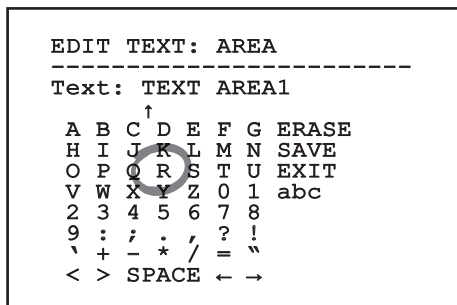 EDIT TEXT: AREA
------------------------
Text: TEXT AREA1
↑
A B C D E F G ERASE
H I J K L M N SAVE
O P Q R S T U EXIT
V W X Y Z 0 1 abc
2 3 4 5 6 7 8
9 : ; . , ? !
‵ + - * / = ‶
< > SPACE ← →